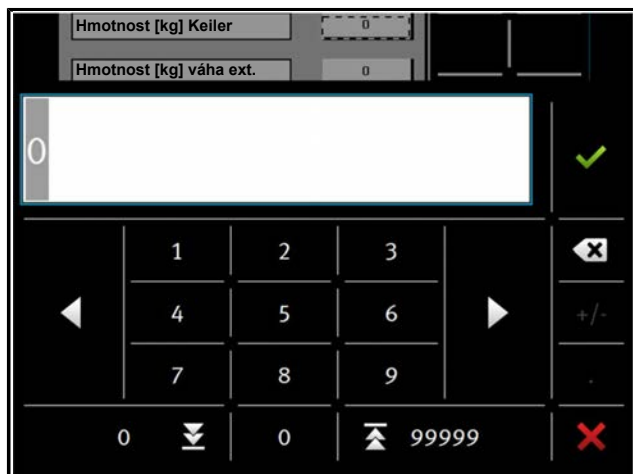 Hmotnost [kg] Keiler 0
Hmotnost [kg] váha ext. 0
0
1 2 3
4 5 6 +/-
7 8 9 .
0 0 99999